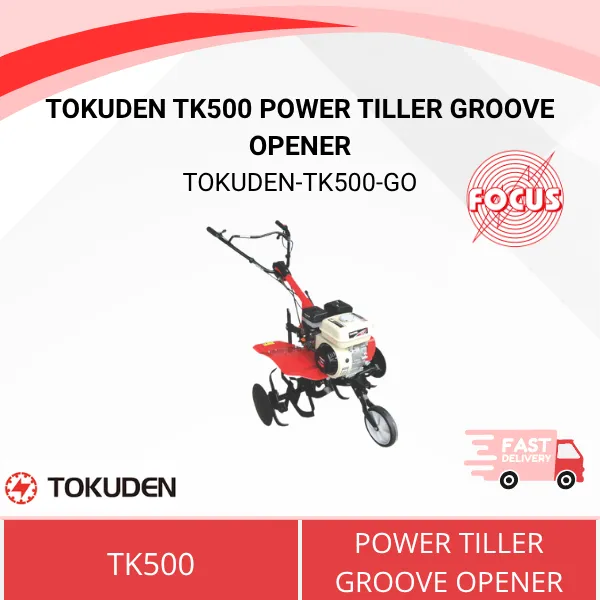 TOKUDEN TK500 POWER TILLER GROOVE
OPENER
TOKUDEN-TK500-GO
FOCUS
FAST
DELIVERY
TOKUDEN
TK500
POWER TILLER
GROOVE OPENER